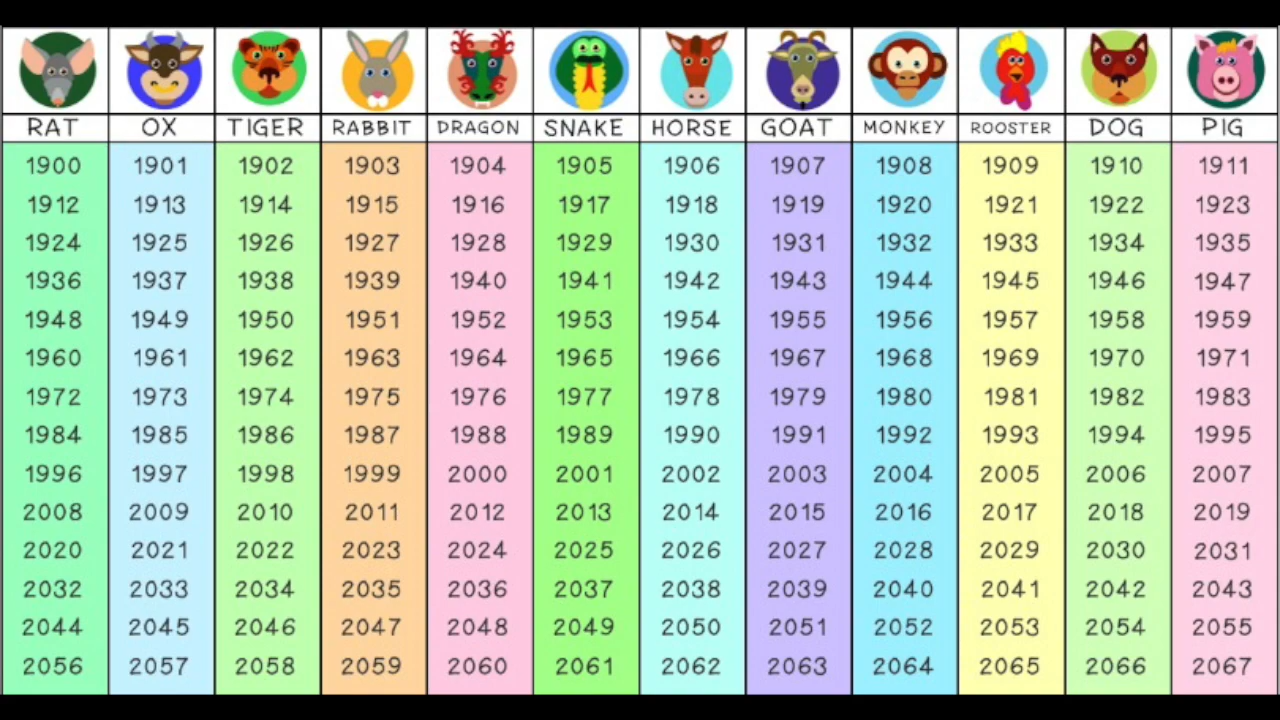 RAT OX TIGER RABBIT DRAGON SNAKE HORSE GOAT MONKEY ROOSTER DOG PIG
1900 1901 1902 1903 1904 1905 1906 1907 1908 1909 1910 1911
1912 1913 1914 1915 1916 1917 1918 1919 1920 1921 1922 1923
1924 1925 1926 1927 1928 1929 1930 1931 1932 1933 1934 1935
1936 1937 1938 1939 1940 1941 1942 1943 1944 1945 1946 1947
1948 1949 1950 1951 1952 1953 1954 1955 1956 1957 1958 1959
1960 1961 1962 1963 1964 1965 1966 1967 1968 1969 1970 1971
1972 1973 1974 1975 1976 1977 1978 1979 1980 1981 1982 1983
1984 1985 1986 1987 1988 1989 1990 1991 1992 1993 1994 1995
1996 1997 1998 1999 2000 2001 2002 2003 2004 2005 2006 2007
2008 2009 2010 2011 2012 2013 2014 2015 2016 2017 2018 2019
2020 2021 2022 2023 2024 2025 2026 2027 2028 2029 2030 2031
2032 2033 2034 2035 2036 2037 2038 2039 2040 2041 2042 2043
2044 2045 2046 2047 2048 2049 2050 2051 2052 2053 2054 2055
2056 2057 2058 2059 2060 2061 2062 2063 2064 2065 2066 2067